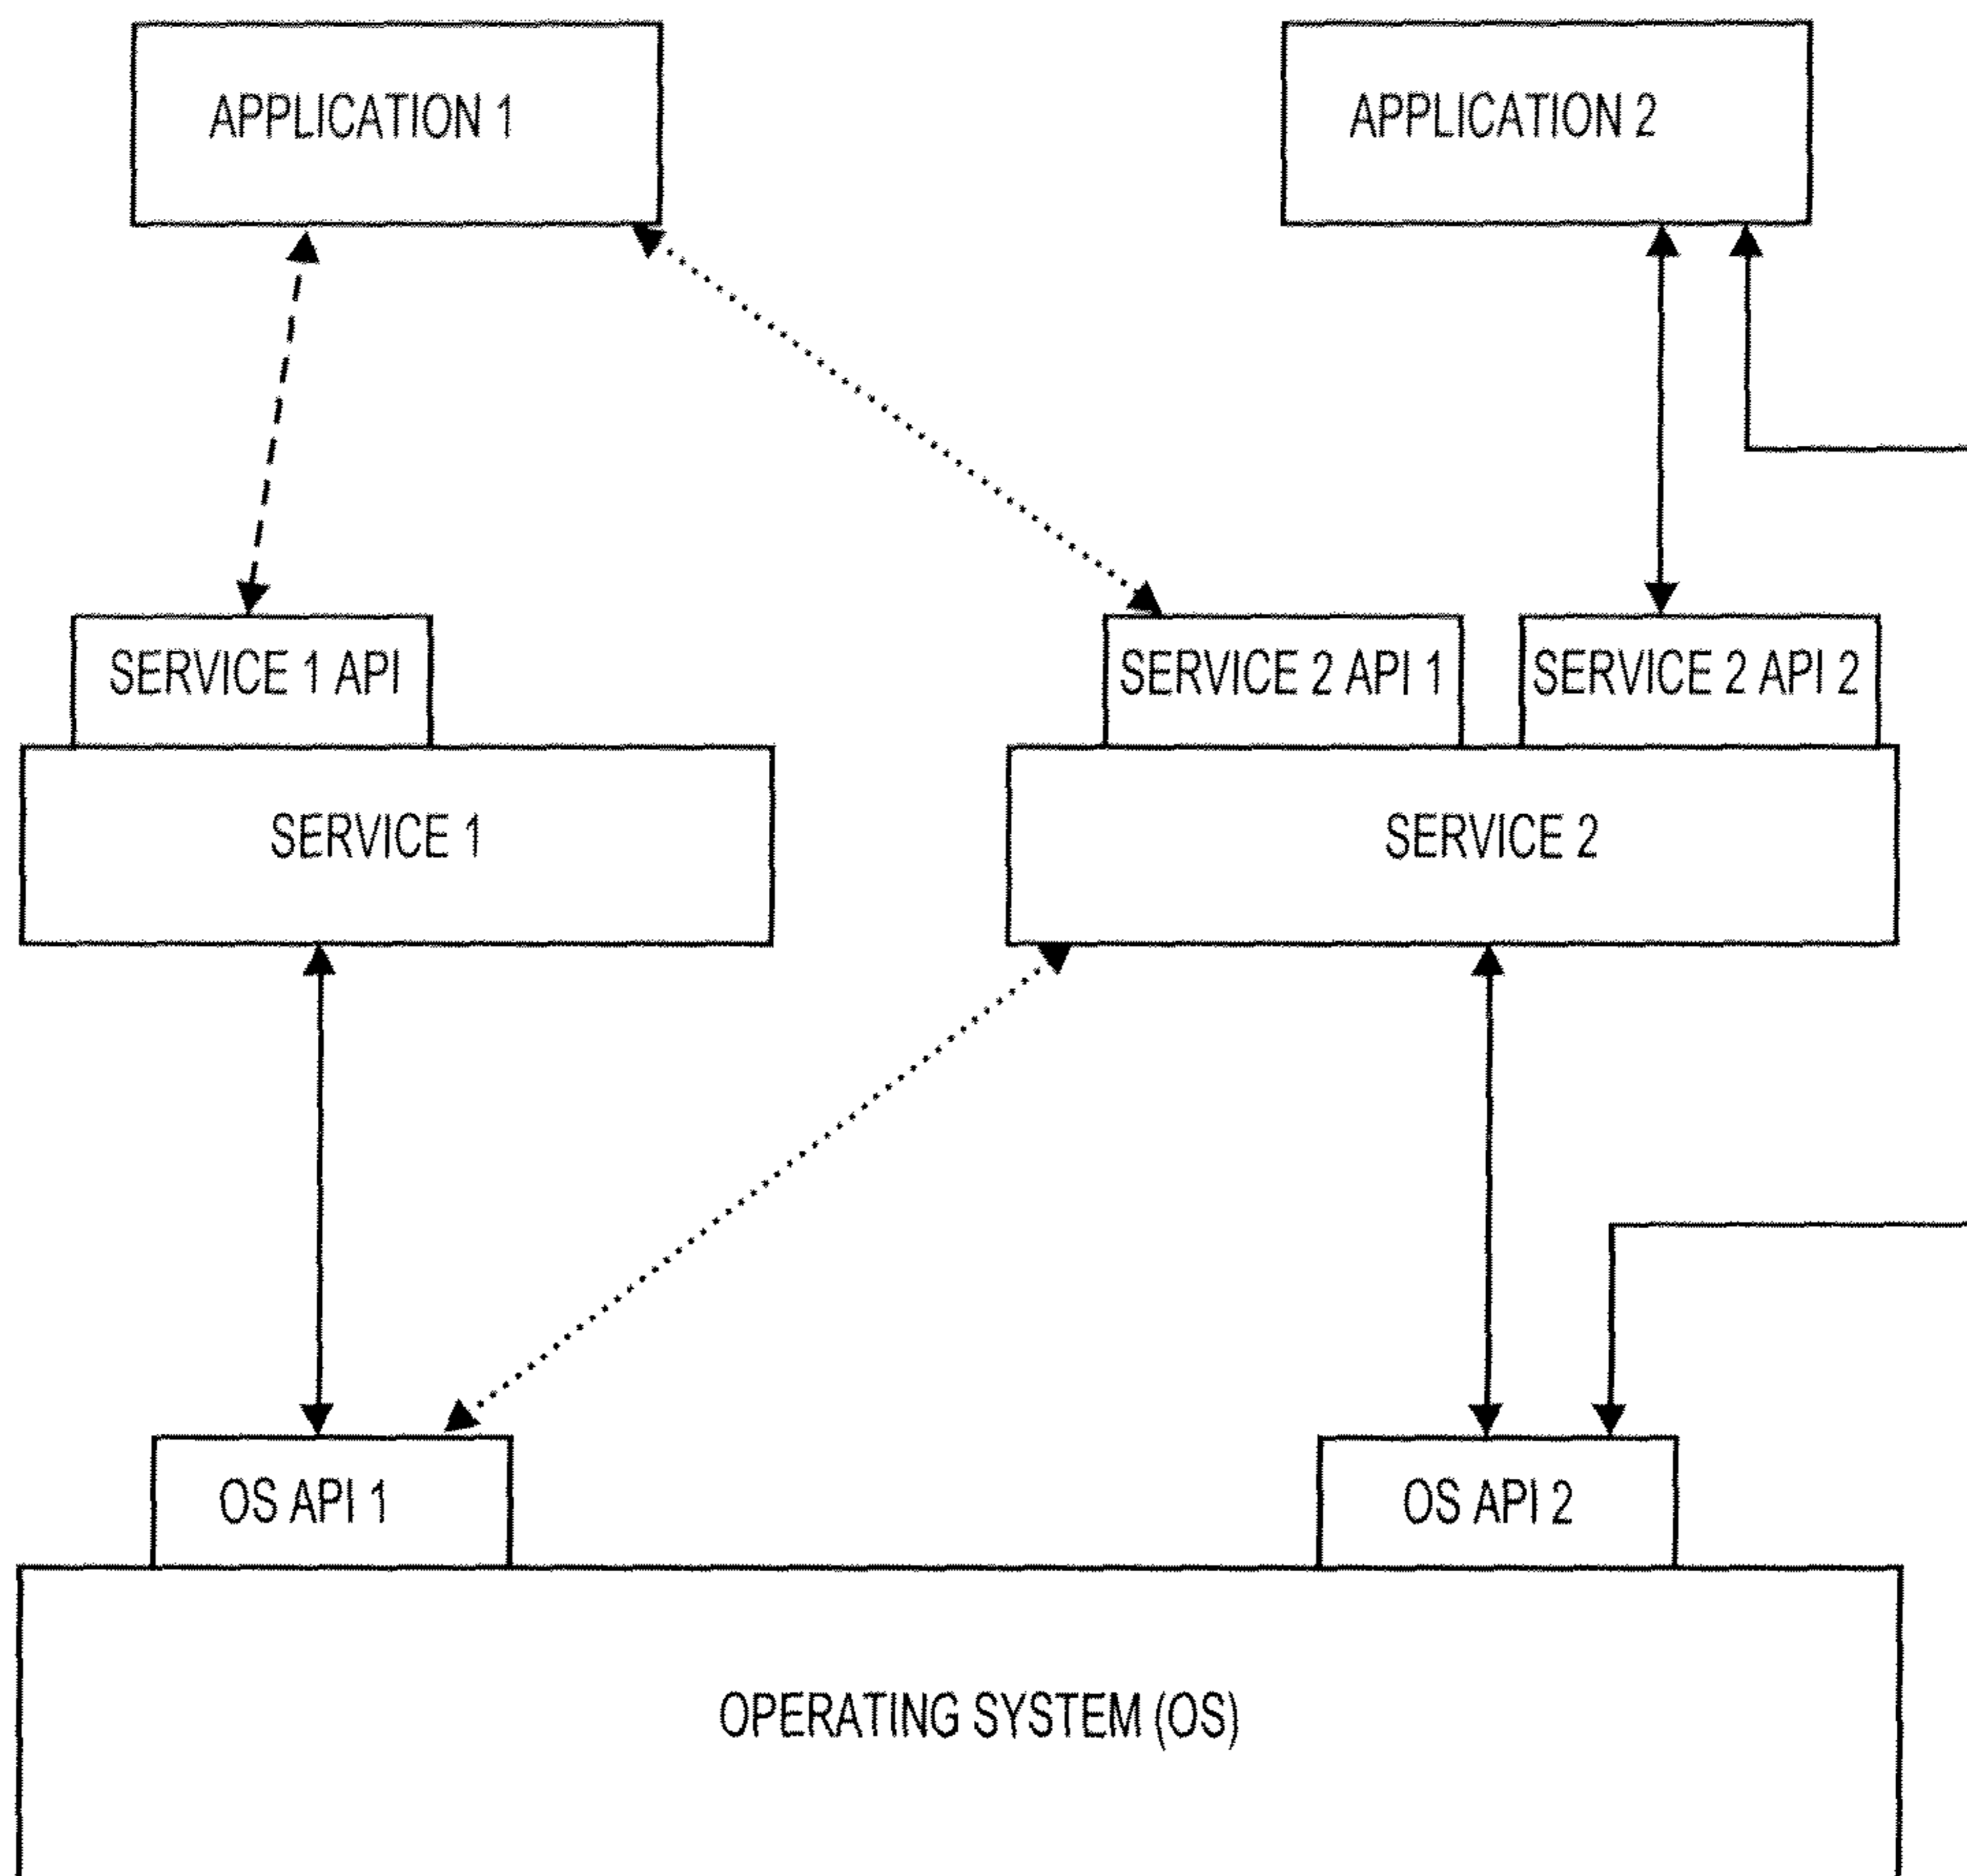 APPLICATION 1
APPLICATION 2
SERVICE 1 API
SERVICE 2 API 1
SERVICE 2 API 2
SERVICE 1
SERVICE 2
OS API 1
OS API 2
OPERATING SYSTEM (OS)